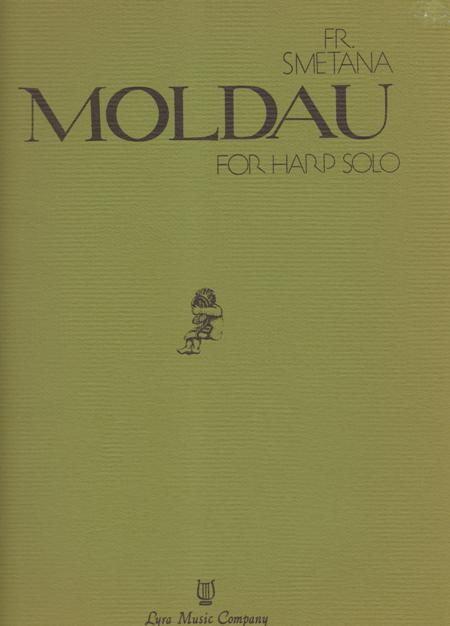 FR.
SMETANA
MOLDAU
FOR HARP SOLO
Lyra Music Company